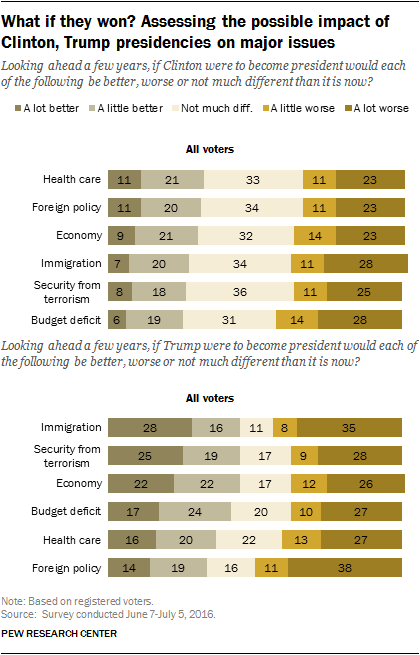 What if they won? Assessing the possible impact of
Clinton, Trump presidencies on major issues
Looking ahead a few years, if Clinton were to become president would each
of the following be better, worse or not much different than it is now?
A lot better A little better Not much diff. A little worse A lot worse
All voters
Health care 11 21 33 11 23
Foreign policy 11 20 34 11 23
Economy 9 21 32 14 23
Immigration 7 20 34 11 28
Security from
terrorism 8 18 36 11 25
Budget deficit 6 19 31 14 28
Looking ahead a few years, if Trump were to become president would each of
the following be better, worse or not much different than it is now?
All voters
Immigration 28 16 11 8 35
Security from
terrorism 25 19 17 9 28
Economy 22 22 17 12 26
Budget deficit 17 24 20 10 27
Health care 16 20 22 13 27
Foreign policy 14 19 16 11 38
Note: Based on registered voters.
Source: Survey conducted June 7-July 5, 2016.
PEW RESEARCH CENTER